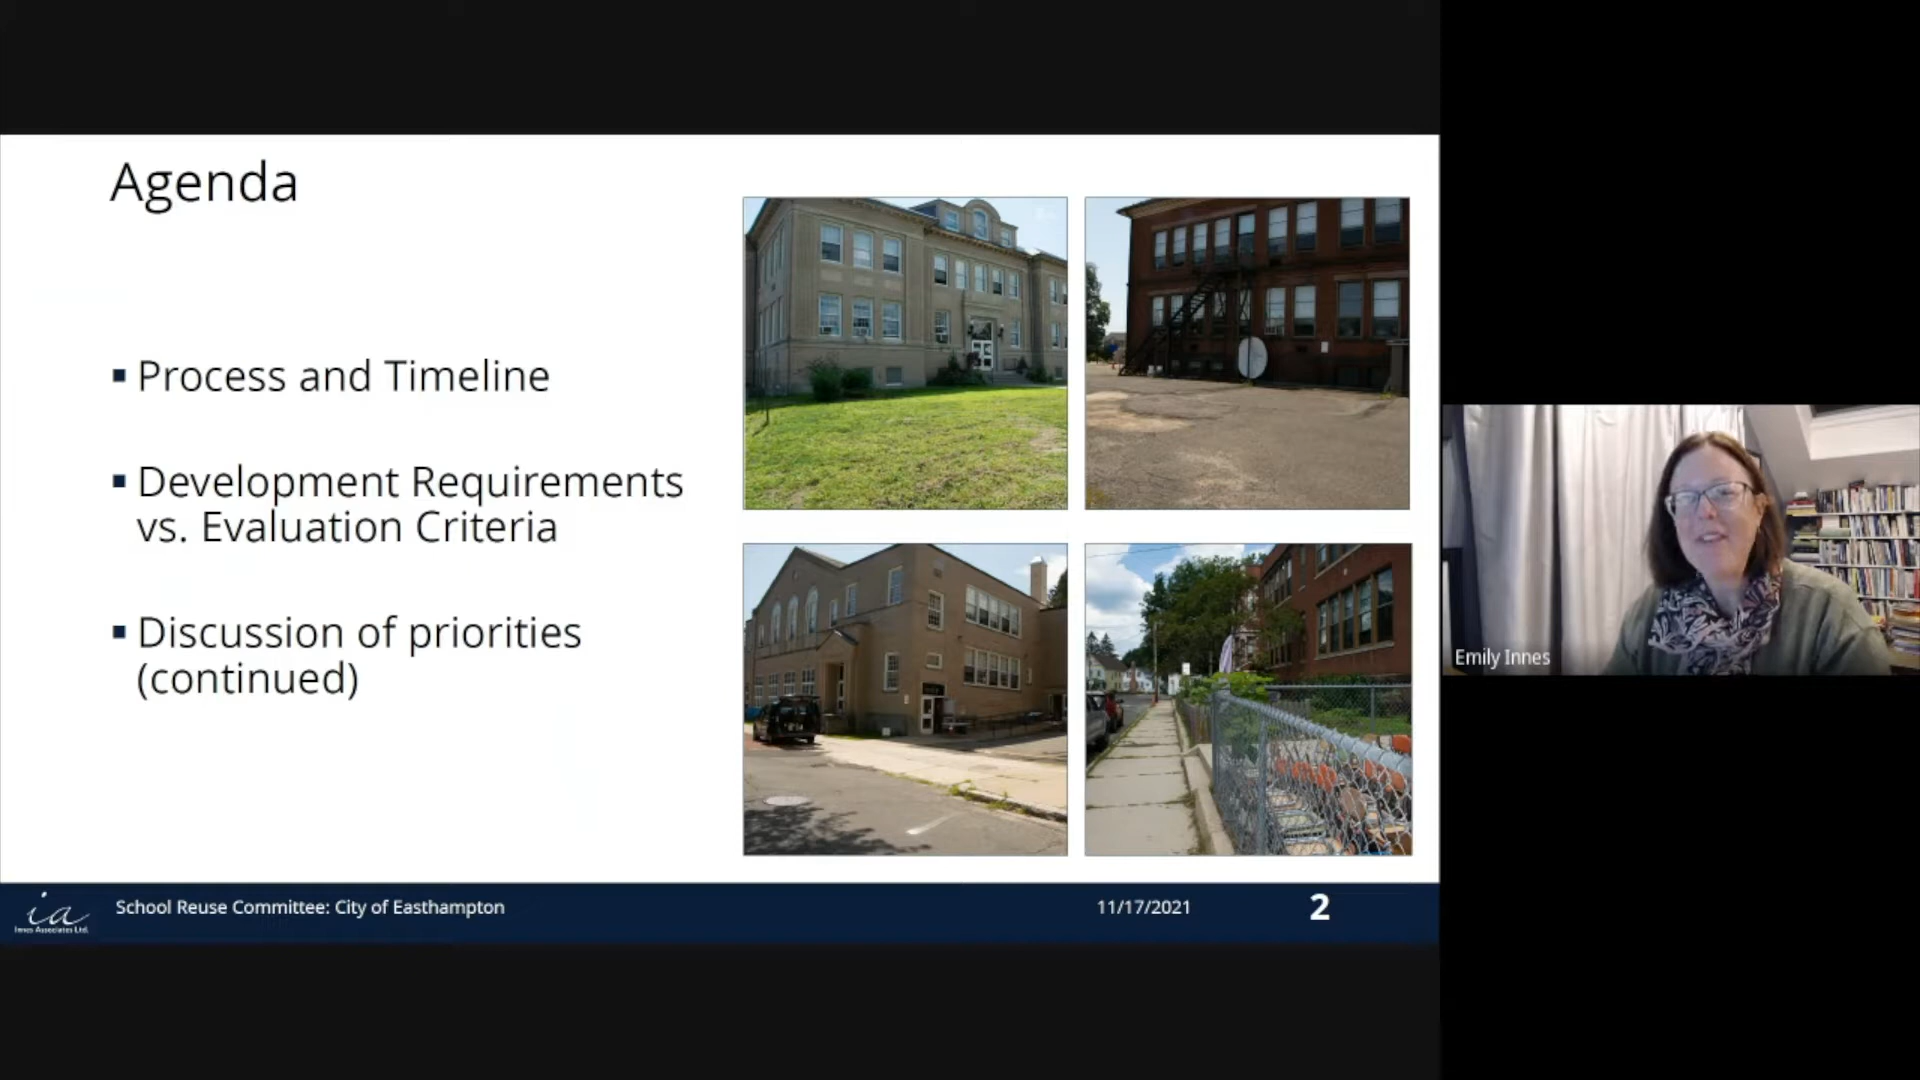 Agenda
▪ Process and Timeline
▪ Development Requirements
vs. Evaluation Criteria
▪ Discussion of priorities
(continued)
ia
Innes Associates Ltd.
School Reuse Committee: City of Easthampton
11/17/2021
2
Emily Innes